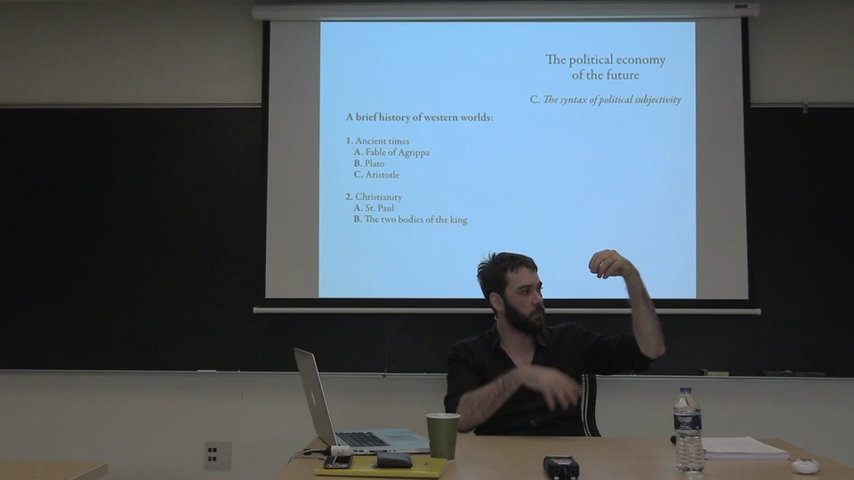 The political economy
of the future
C. The syntax of political subjectivity
A brief history of western worlds:
1. Ancient times
A. Fable of Agrippa
B. Plato
C. Aristotle
2. Christianity
A. St. Paul
B. The two bodies of the king